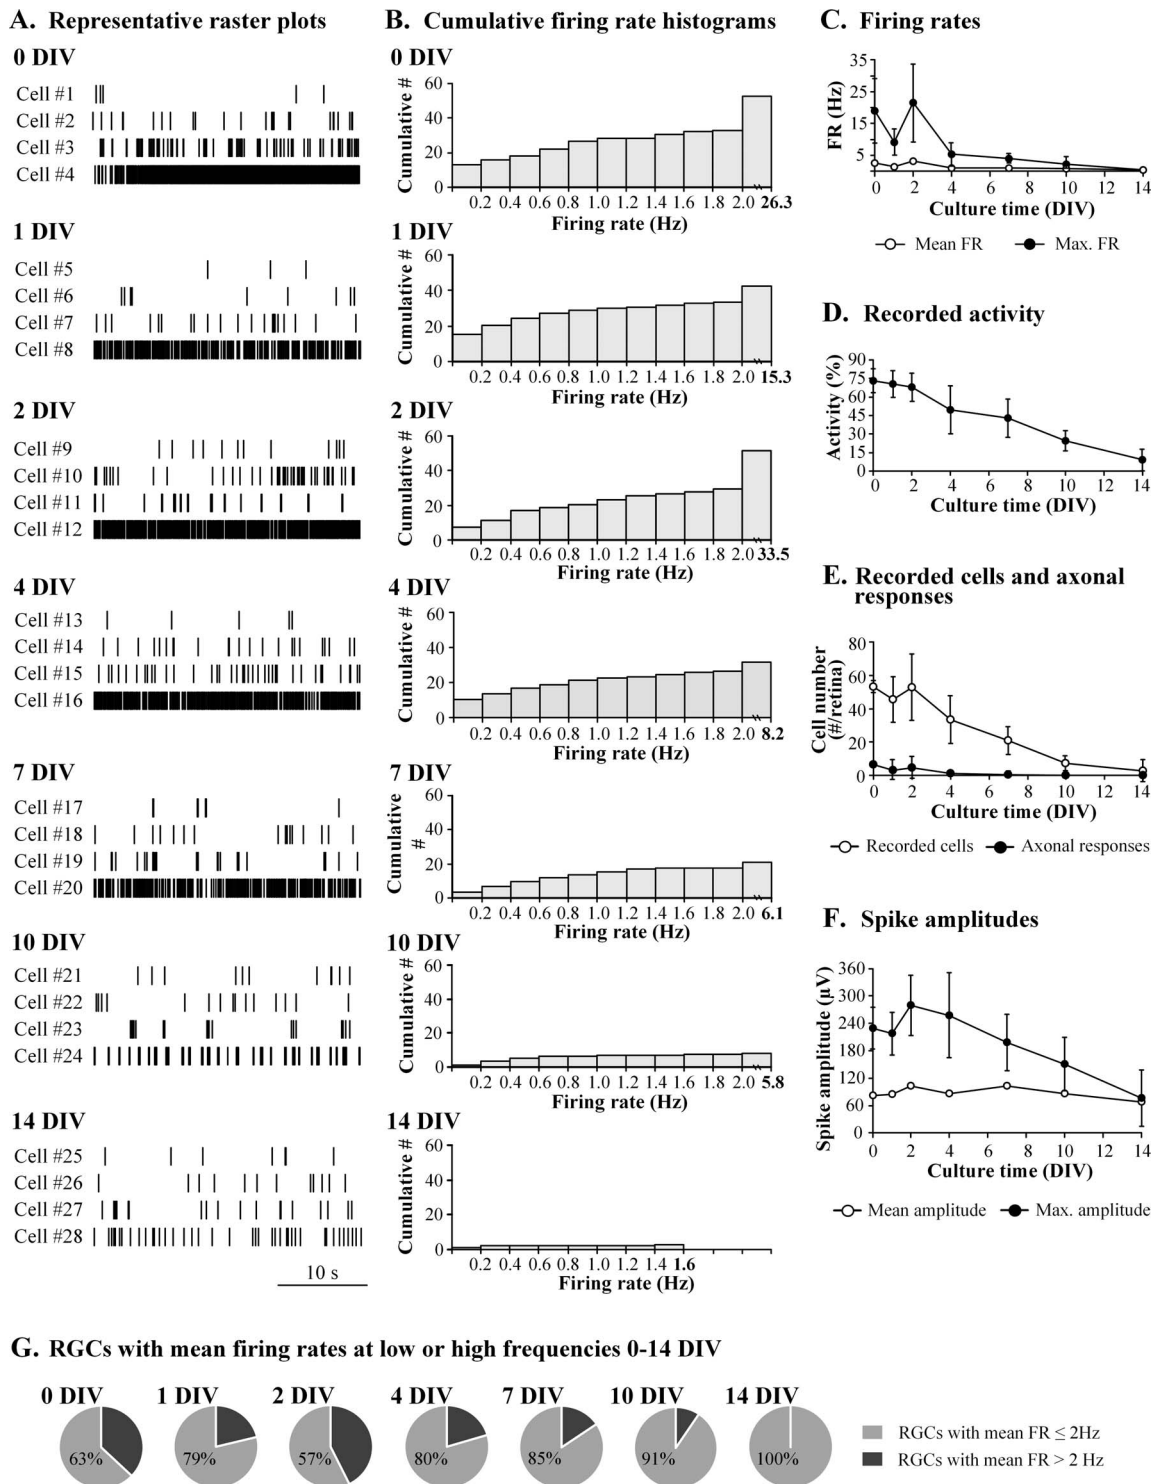 A. Representative raster plots
0 DIV
Cell #1
Cell #2
Cell #3
Cell #4
1 DIV
Cell #5
Cell #6
Cell #7
Cell #8
2 DIV
Cell #9
Cell #10
Cell #11
Cell #12
4 DIV
Cell #13
Cell #14
Cell #15
Cell #16
7 DIV
Cell #17
Cell #18
Cell #19
Cell #20
10 DIV
Cell #21
Cell #22
Cell #23
Cell #24
14 DIV
Cell #25
Cell #26
Cell #27
Cell #28
10 s
B. Cumulative firing rate histograms
0 DIV
Cumulative #
60
40
20
0
0.2 0.4 0.6 0.8 1.0 1.2 1.4 1.6 1.8 2.0 26.3
Firing rate (Hz)
1 DIV
Cumulative #
60
40
20
0
0.2 0.4 0.6 0.8 1.0 1.2 1.4 1.6 1.8 2.0 15.3
Firing rate (Hz)
2 DIV
Cumulative #
60
40
20
0
0.2 0.4 0.6 0.8 1.0 1.2 1.4 1.6 1.8 2.0 33.5
Firing rate (Hz)
4 DIV
Cumulative #
60
40
20
0
0.2 0.4 0.6 0.8 1.0 1.2 1.4 1.6 1.8 2.0 8.2
Firing rate (Hz)
7 DIV
Cumulative
#
60
40
20
0
0.2 0.4 0.6 0.8 1.0 1.2 1.4 1.6 1.8 2.0 6.1
Firing rate (Hz)
10 DIV
Cumulative #
60
40
20
0
0.2 0.4 0.6 0.8 1.0 1.2 1.4 1.6 1.8 2.0 5.8
Firing rate (Hz)
14 DIV
Cumulative #
60
40
20
0
0.2 0.4 0.6 0.8 1.0 1.2 1.4 1.6
Firing rate (Hz)
C. Firing rates
FR (Hz)
35
25
15
5
0 2 4 6 8 10 12 14
Culture time (DIV)
Mean FR Max. FR
D. Recorded activity
Activity (%)
90
75
60
45
30
15
0
0 2 4 6 8 10 12 14
Culture time (DIV)
E. Recorded cells and axonal
responses
Cell number
(#/retina)
80
60
40
20
0
0 2 4 6 8 10 12 14
Culture time (DIV)
Recorded cells Axonal responses
F. Spike amplitudes
Spike amplitude (µV)
360
300
240
180
120
60
0
0 2 4 6 8 10 12 14
Culture time (DIV)
Mean amplitude Max. amplitude
G. RGCs with mean firing rates at low or high frequencies 0-14 DIV
0 DIV 1 DIV 2 DIV 4 DIV 7 DIV 10 DIV 14 DIV
63% 79% 57% 80% 85% 91% 100%
RGCs with mean FR ≤ 2Hz
RGCs with mean FR > 2 Hz